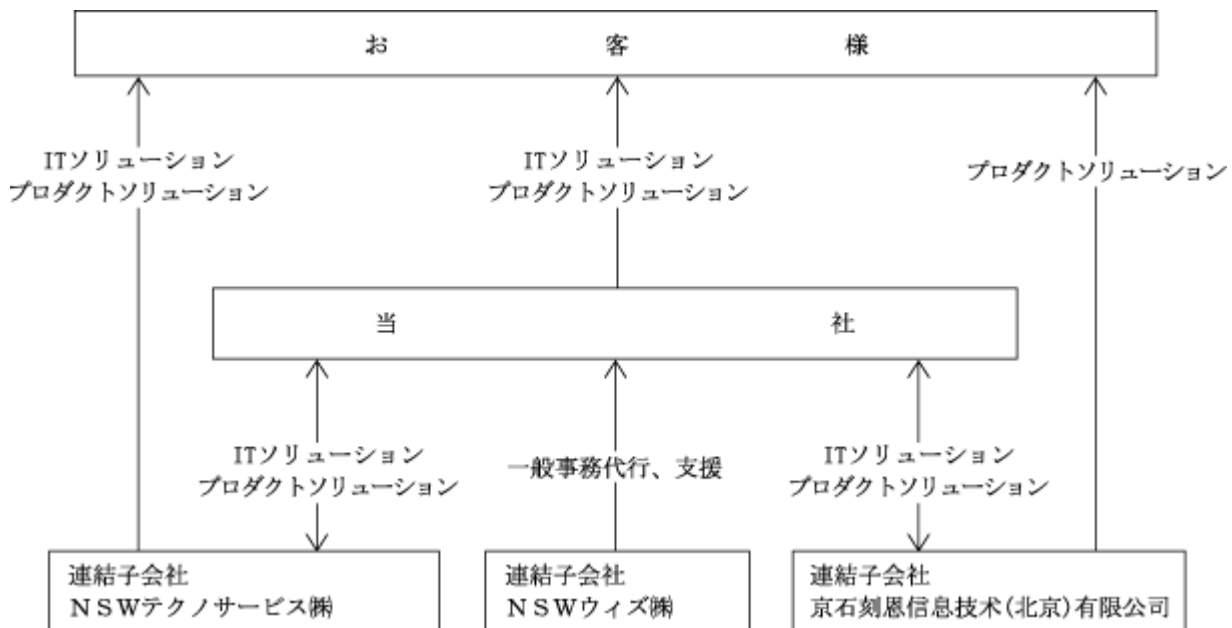 お客様
ITソリューション
プロダクトソリューション
ITソリューション
プロダクトソリューション
プロダクトソリューション
当社
ITソリューション
プロダクトソリューション
一般事務代行、支援
ITソリューション
プロダクトソリューション
連結子会社
NSWテクノサービス㈱
連結子会社
NSWウィズ㈱
連結子会社
京石刻恩信息技术(北京)有限公司